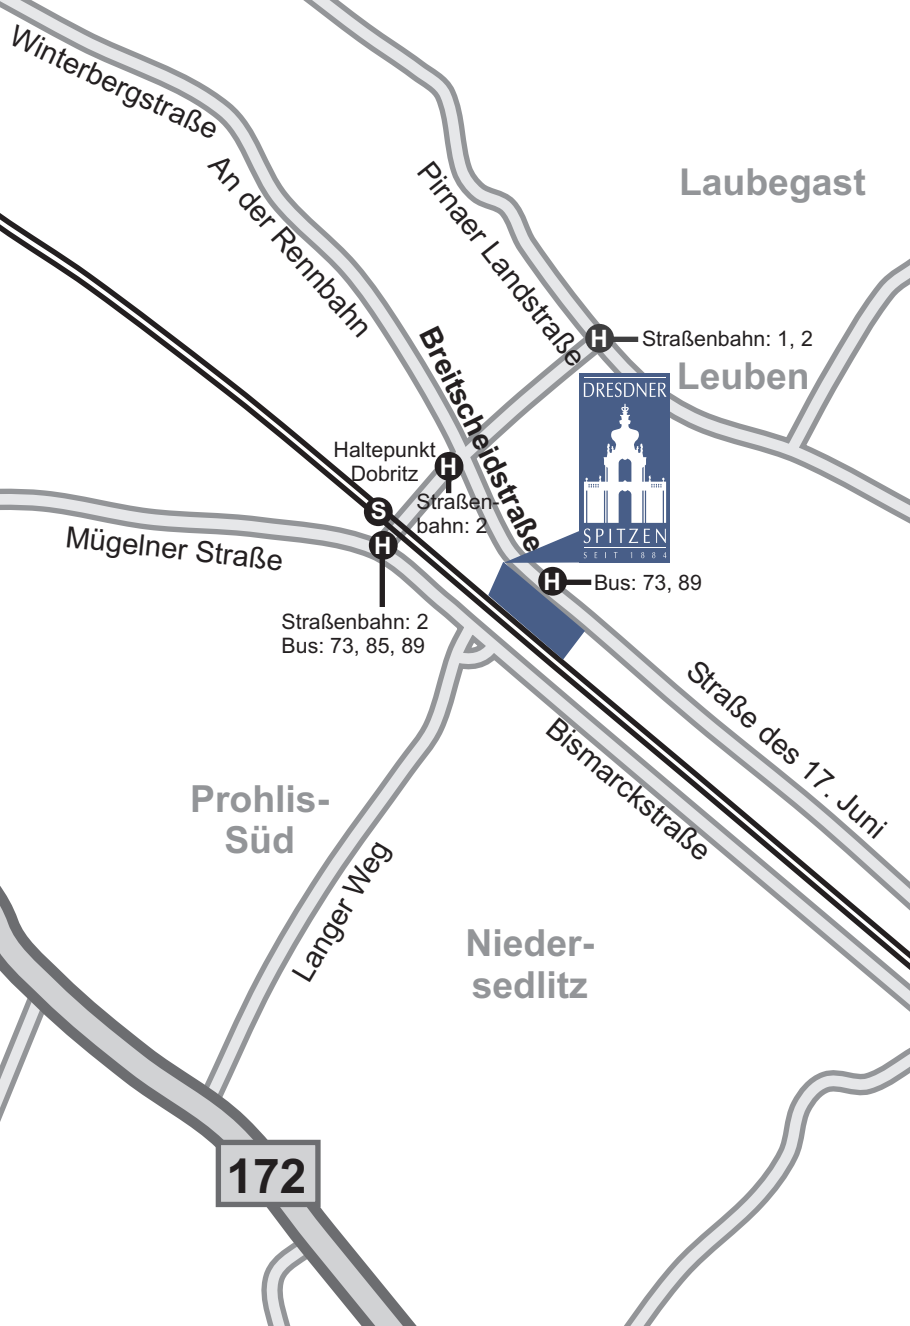 Winterbergstraße
An der Rennbahn
Pirnaer Landstraße
Laubegast
Breitscheidstraße
H
Straßenbahn: 1, 2
Leuben
DRESDNER
SPITZEN
SEIT 1884
Haltepunkt
Dobritz
H
Straßen-
bahn: 2
S
Mügelner Straße
H
Straßenbahn: 2
Bus: 73, 85, 89
H
Bus: 73, 89
Straße des 17. Juni
Bismarckstraße
Prohlis-
Süd
Langer Weg
Nieder-
sedlitz
172